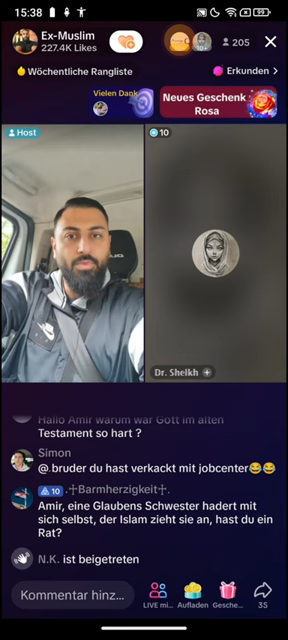 15:38
99
Ex-Muslim
227.4K Likes
205
Wöchentliche Rangliste
Erkunden >
Vielen Dank
Neues Geschenk
Rosa
Host
10
Dr. Sheikh +
Hallo Amir warum war Gott im alten
Testament so hart ?
Simon
@.bruder du hast verkackt mit jobcenter😂😂
10 .┼Barmherzigkeit┼.
Amir, eine Glaubens Schwester hadert mit
sich selbst, der Islam zieht sie an, hast du ein
Rat?
N.K. ist beigetreten
Kommentar hinz...
LIVE mi...
Aufladen
Gesche...
35